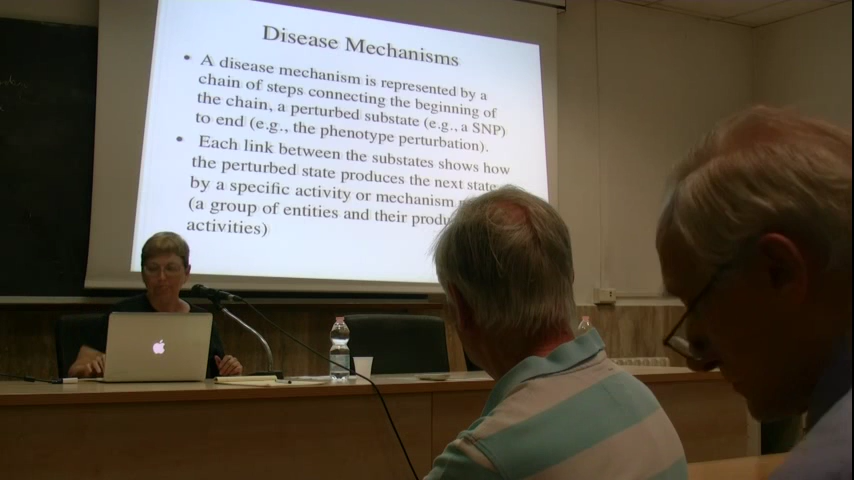 Disease Mechanisms
• A disease mechanism is represented by a
chain of steps connecting the beginning of
the chain, a perturbed substate (e.g., a SNP)
to end (e.g., the phenotype perturbation).
• Each link between the substates shows how
the perturbed state produces the next state
by a specific activity or mechanism
(a group of entities and their
activities)